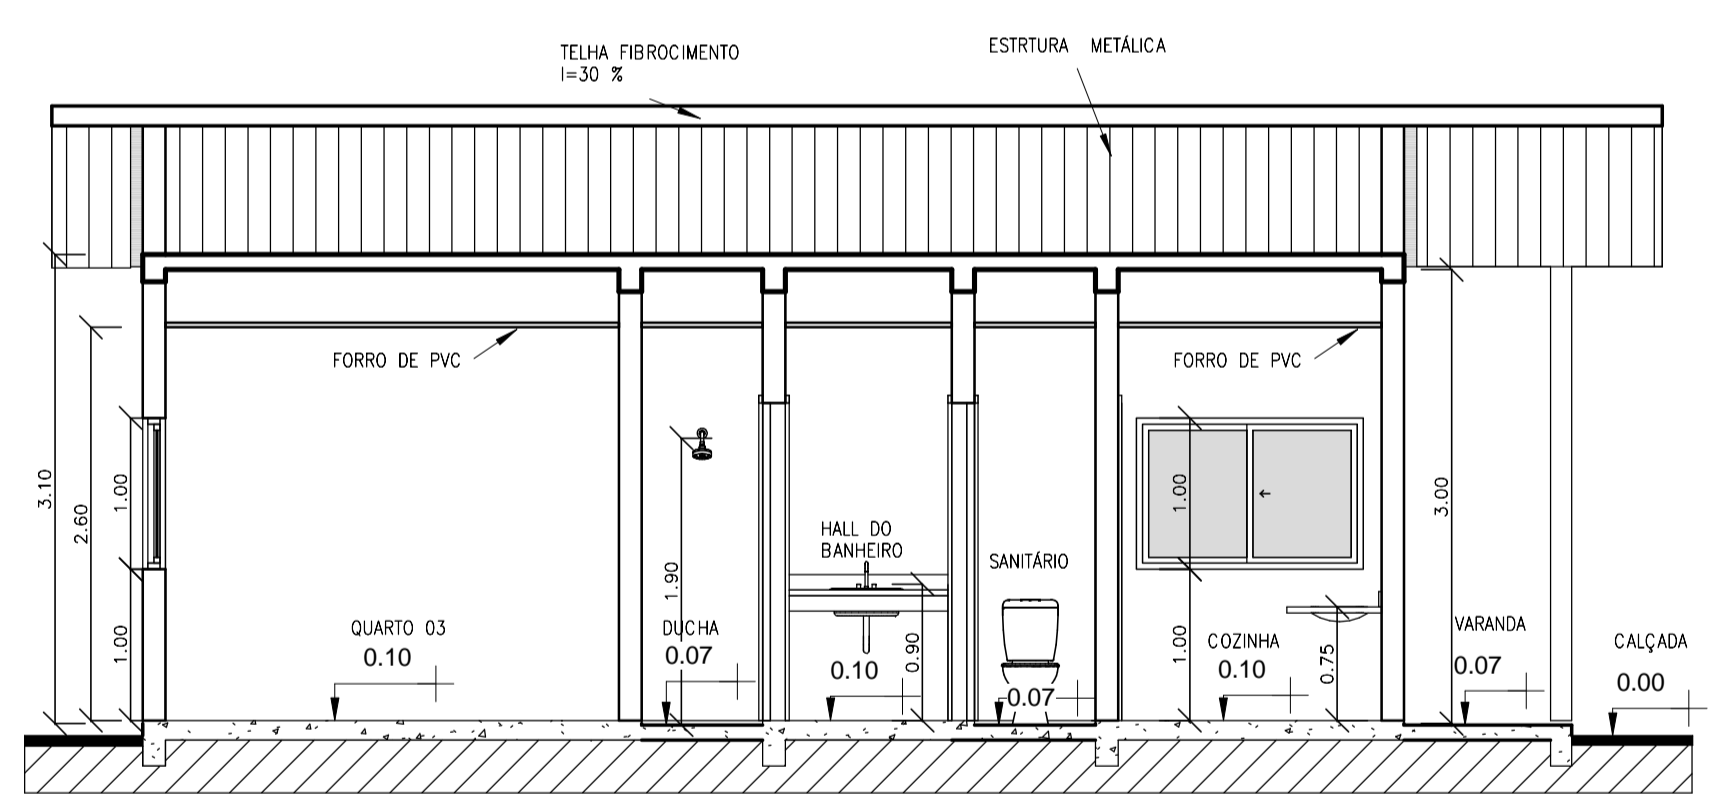 TELHA FIBROCIMENTO
I=30 %
ESTRTURA METÁLICA
FORRO DE PVC
FORRO DE PVC
3.10
2.60
1.00
1.00
1.90
HALL DO
BANHEIRO
0.90
SANITÁRIO
1.00
1.00
0.75
3.00
QUARTO 03
0.10
DUCHA
0.07
0.10
0.07
COZINHA
0.10
VARANDA
0.07
CALÇADA
0.00